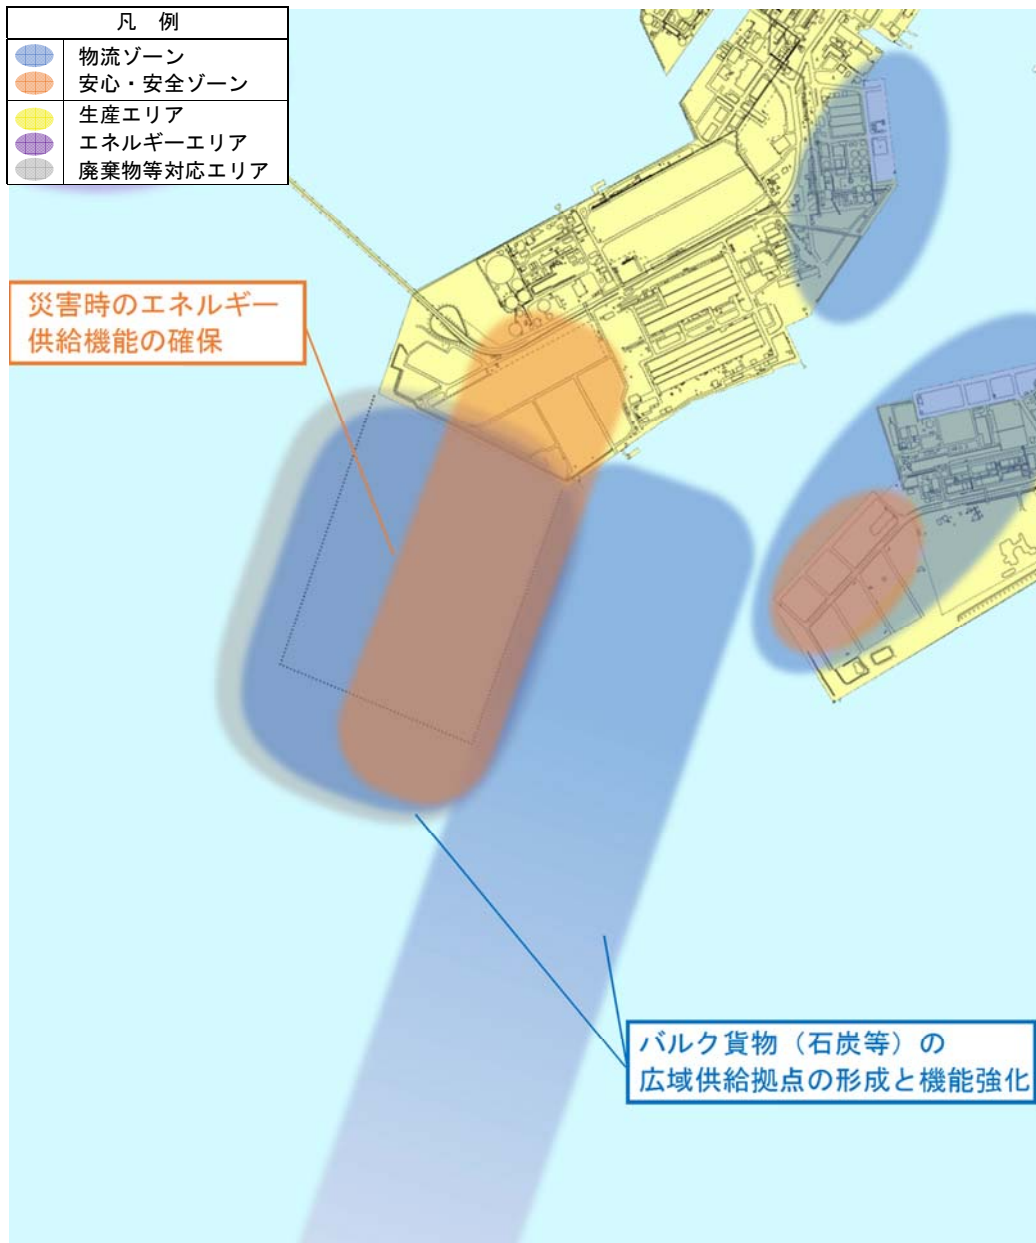 凡 例
物流ゾーン
安心・安全ゾーン
生産エリア
エネルギーエリア
廃棄物等対応エリア
災害時のエネルギー
供給機能の確保
バルク貨物（石炭等）の
広域供給拠点の形成と機能強化